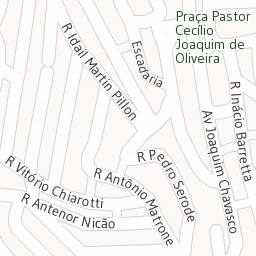 Praça Pastor
Cecílio
Joaquim de
Oliveira
R Idail Martin Pillon
Escadaria
R Inácio Barretta
Av Joaquim Chavasco
R Pedro Serode
R Vitório Chiarotti
R Antônio Matrone
R Antenor Nicão